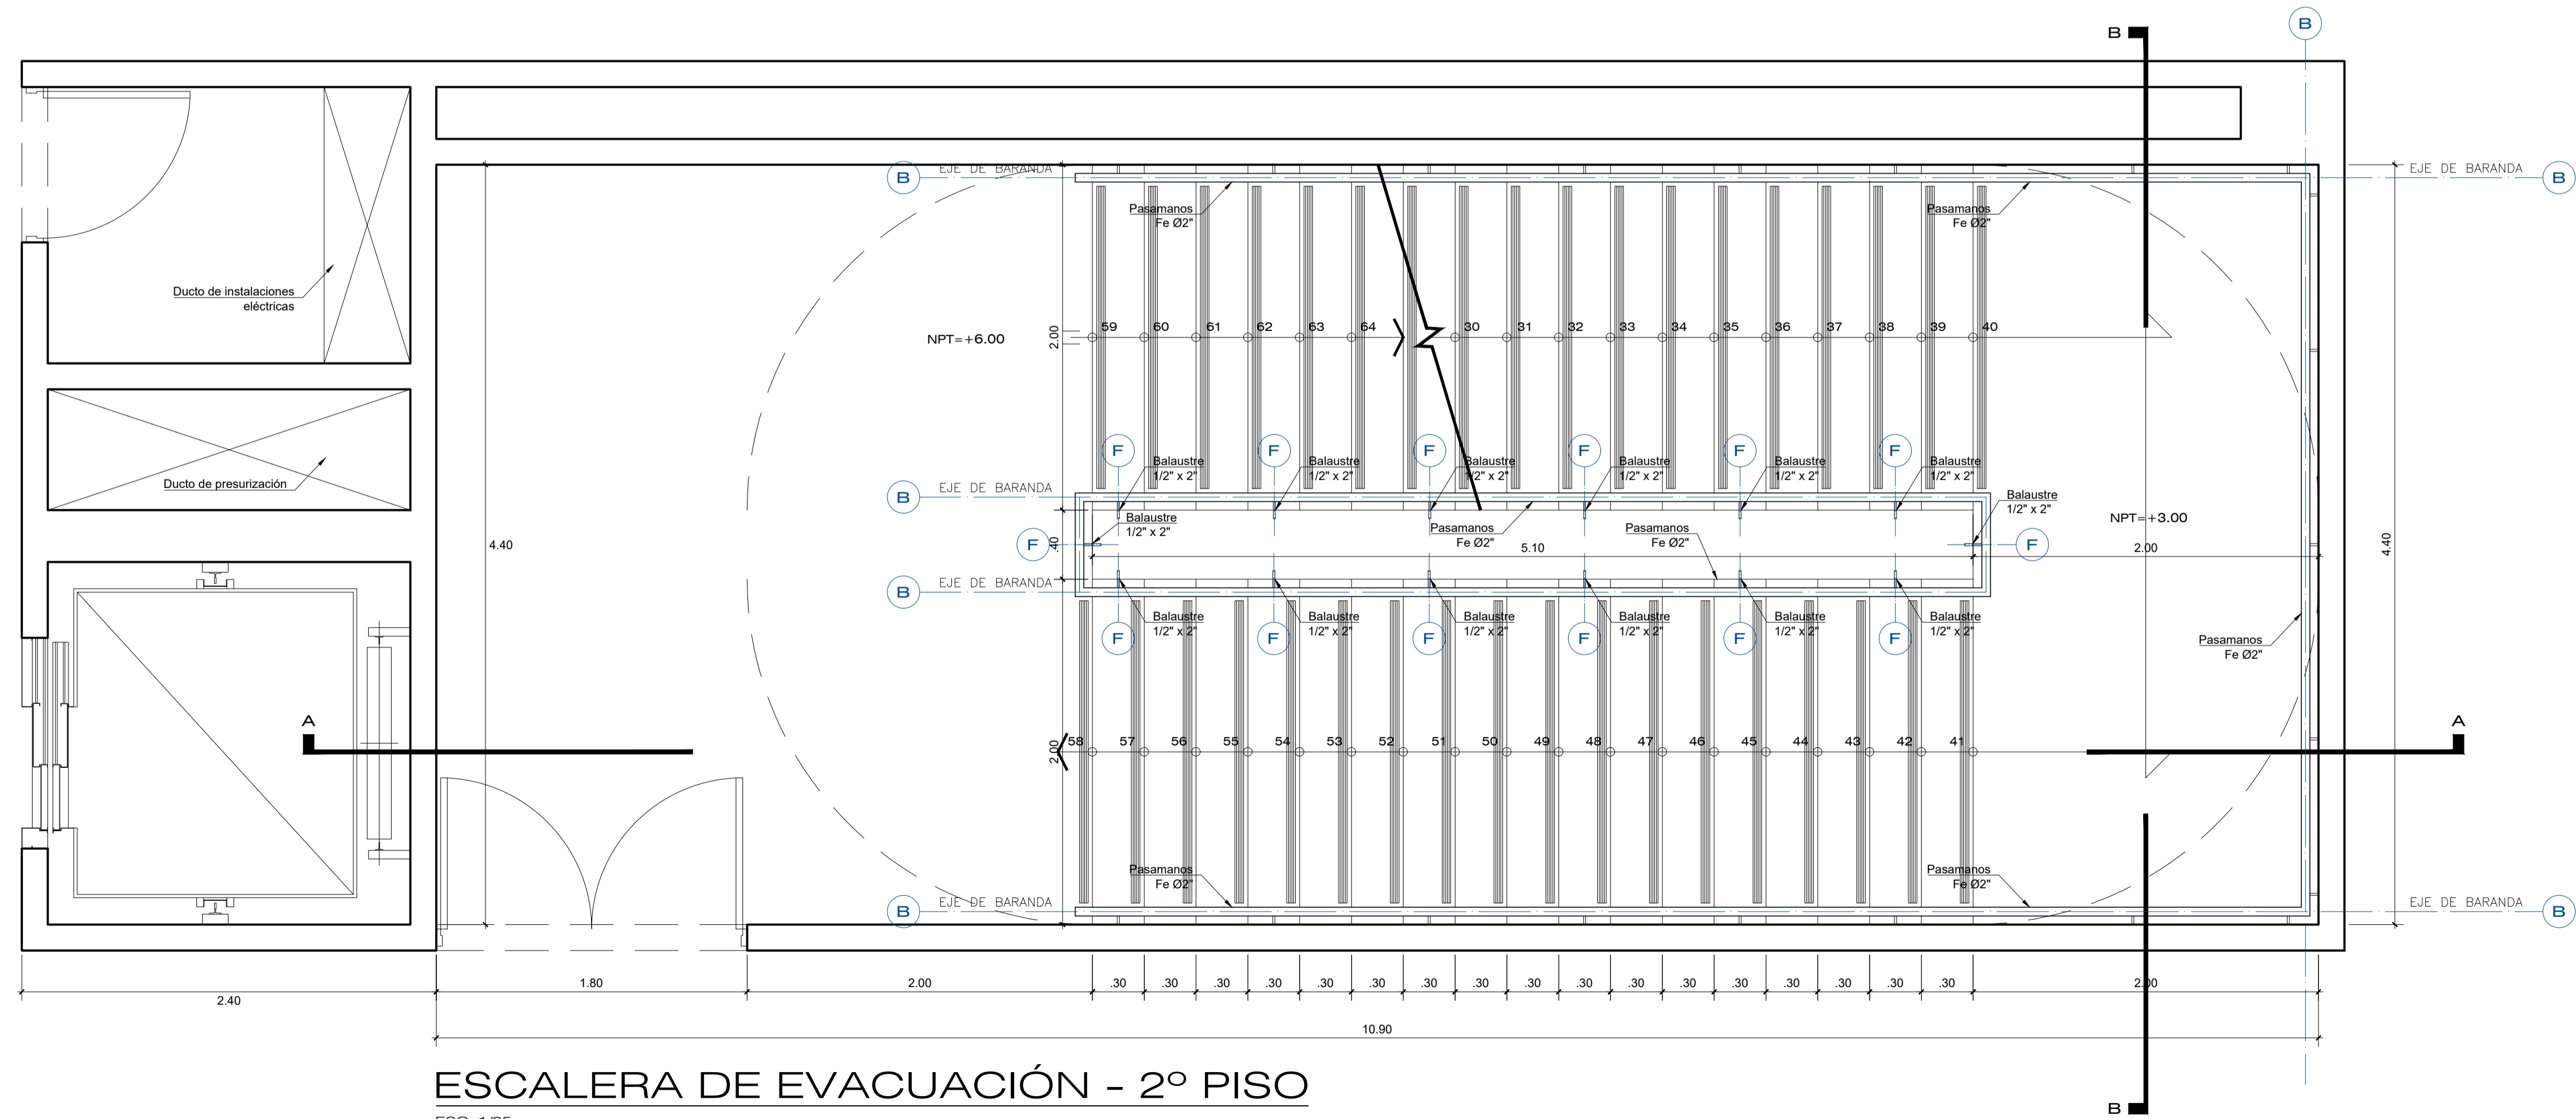 B
B
EJE DE BARANDA
B
EJE DE BARANDA
B
Pasamanos
Fe Ø2"
Pasamanos
Fe Ø2"
Ducto de instalaciones
eléctricas
NPT=+6.00
2.00
59 60 61 62 63 64 30 31 32 33 34 35 36 37 38 39 40
F F F F F F
Balaustre
1/2" x 2"
Balaustre
1/2" x 2"
Balaustre
1/2" x 2"
Balaustre
1/2" x 2"
Balaustre
1/2" x 2"
Balaustre
1/2" x 2"
Ducto de presurización
B
EJE DE BARANDA
Balaustre
1/2" x 2"
Balaustre
1/2" x 2"
Pasamanos
Fe Ø2"
Pasamanos
Fe Ø2"
NPT=+3.00
4.40
F
.40
5.10
F
2.00
4.40
B
EJE DE BARANDA
Balaustre
1/2" x 2"
Balaustre
1/2" x 2"
Balaustre
1/2" x 2"
Balaustre
1/2" x 2"
Balaustre
1/2" x 2"
Balaustre
1/2" x 2"
F F F F F F
Pasamanos
Fe Ø2"
A
A
2.00
58 57 56 55 54 53 52 51 50 49 48 47 46 45 44 43 42 41
Pasamanos
Fe Ø2"
Pasamanos
Fe Ø2"
B
EJE DE BARANDA
EJE DE BARANDA
B
2.40
1.80
2.00
.30 .30 .30 .30 .30 .30 .30 .30 .30 .30 .30 .30 .30 .30 .30 .30 .30
2.00
10.90
ESCALERA DE EVACUACIÓN - 2º PISO
B